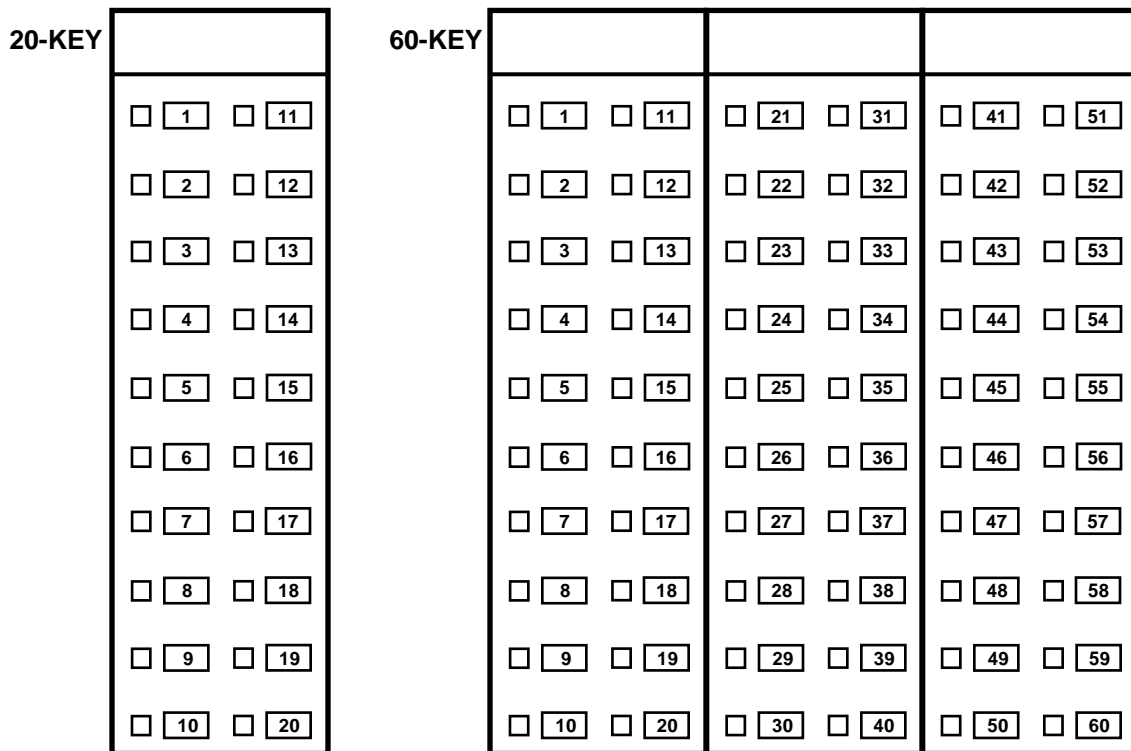 20-KEY 60-KEY
1 11 1 11 21 31 41 51
2 12 2 12 22 32 42 52
3 13 3 13 23 33 43 53
4 14 4 14 24 34 44 54
5 15 5 15 25 35 45 55
6 16 6 16 26 36 46 56
7 17 7 17 27 37 47 57
8 18 8 18 28 38 48 58
9 19 9 19 29 39 49 59
10 20 10 20 30 40 50 60